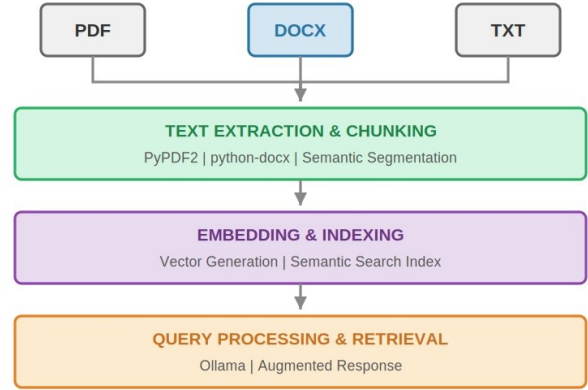 PDF
DOCX
TXT
TEXT EXTRACTION & CHUNKING
PyPDF2 | python-docx | Semantic Segmentation
EMBEDDING & INDEXING
Vector Generation | Semantic Search Index
QUERY PROCESSING & RETRIEVAL
Ollama | Augmented Response